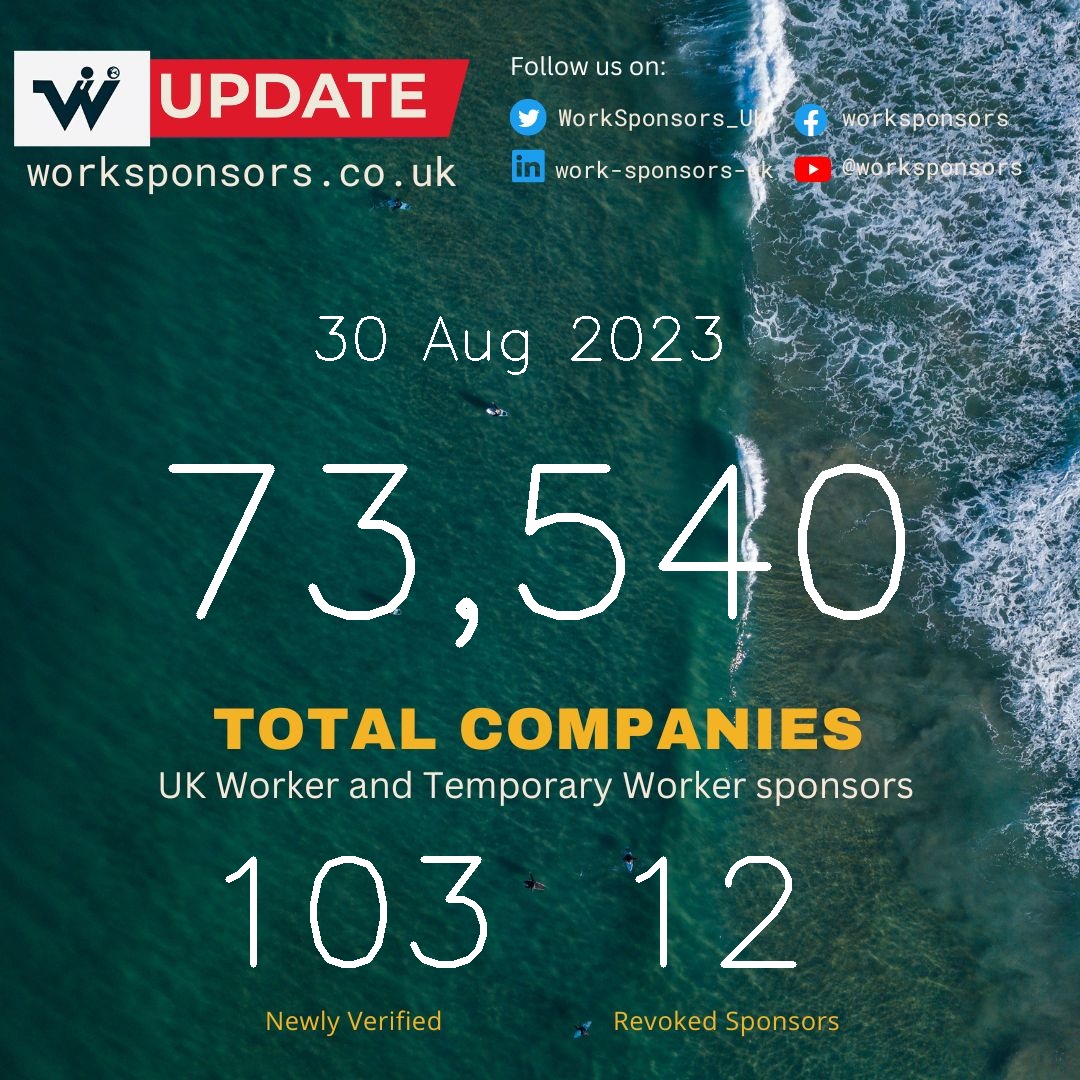 UPDATE
worksponsors.co.uk
Follow us on:
WorkSponsors_UK
worksponsors
work-sponsors-uk
@worksponsors
30 Aug 2023
73,540
TOTAL COMPANIES
UK Worker and Temporary Worker sponsors
103 12
Newly Verified Revoked Sponsors